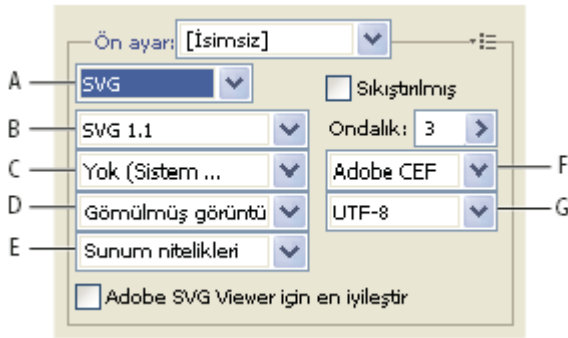 Ön ayar: [İsimsiz]
A SVG Sıkıştırılmış
B SVG 1.1 Ondalık: 3
C Yok (Sistem ... Adobe CEF F
D Gömülmüş görüntü UTF-8 G
E Sunum nitelikleri
Adobe SVG Viewer için en iyileştir